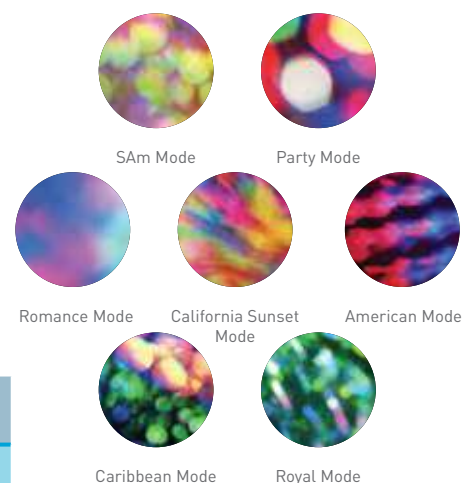 SAm Mode
Party Mode
Romance Mode
California Sunset
Mode
American Mode
Caribbean Mode
Royal Mode